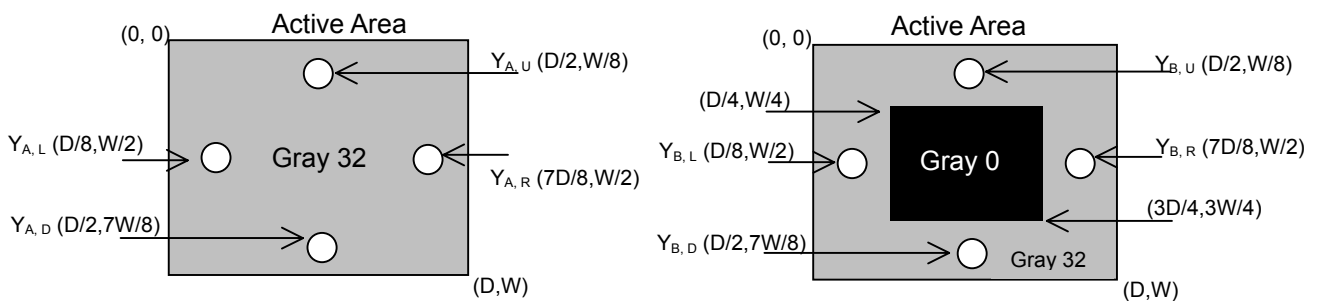 Active Area
(0, 0)
Y_A, U (D/2,W/8)
Y_A, L (D/8,W/2)
Gray 32
Y_A, R (7D/8,W/2)
Y_A, D (D/2,7W/8)
(D,W)
Active Area
(0, 0)
Y_B, U (D/2,W/8)
(D/4,W/4)
Y_B, L (D/8,W/2)
Gray 0
Y_B, R (7D/8,W/2)
(3D/4,3W/4)
Y_B, D (D/2,7W/8)
Gray 32
(D,W)